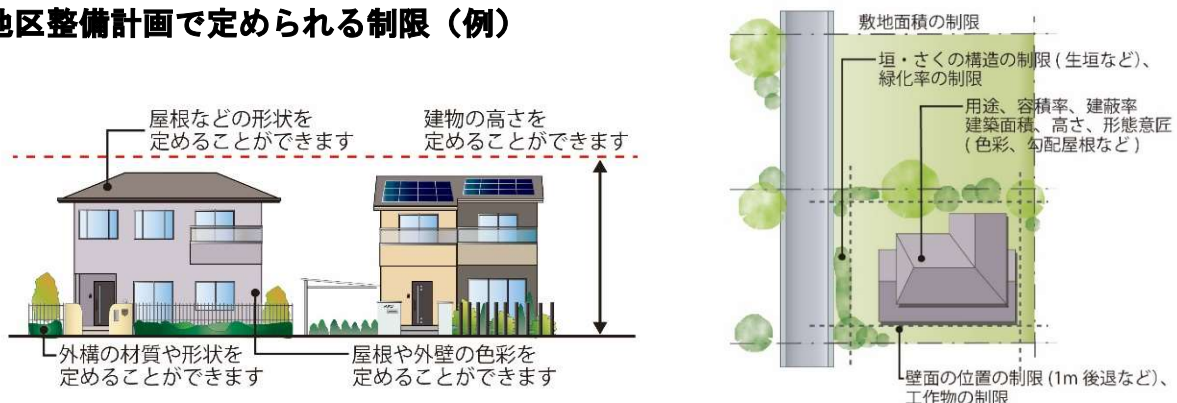 地区整備計画で定められる制限（例）
屋根などの形状を
定めることができます
建物の高さを
定めることができます
外構の材質や形状を
定めることができます
屋根や外壁の色彩を
定めることができます
敷地面積の制限
垣・さくの構造の制限 ( 生垣など )、
緑化率の制限
用途、容積率、建蔽率
建築面積、高さ、形態意匠
( 色彩、勾配屋根など )
壁面の位置の制限 (1m 後退など )、
工作物の制限